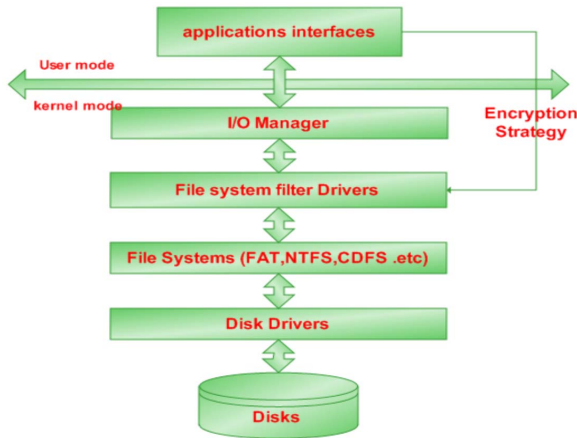 applications interfaces
User mode
kernel mode
Encryption
Strategy
I/O Manager
File system filter Drivers
File Systems (FAT,NTFS,CDFS .etc)
Disk Drivers
Disks